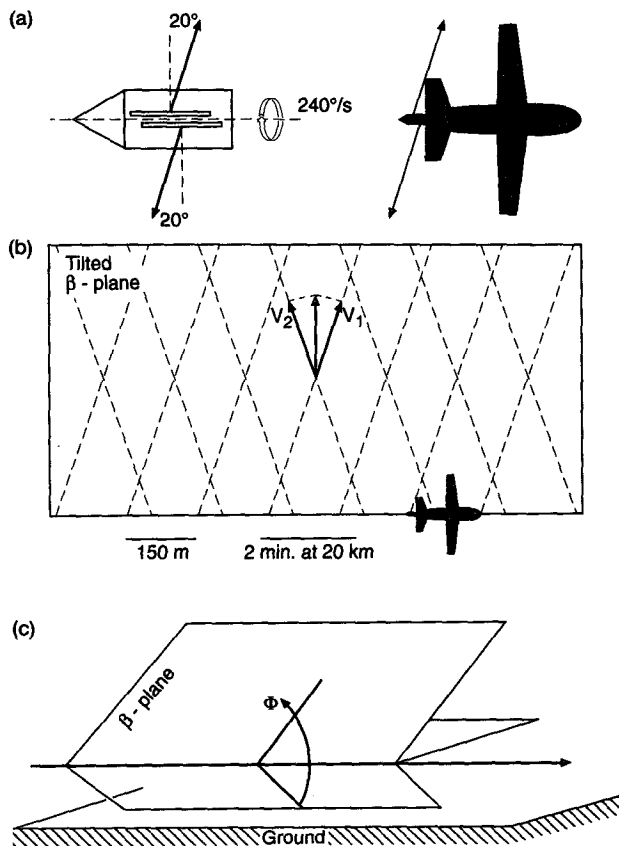 (a)
20°
240°/s
20°
(b)
Tilted
β - plane
V2 V1
150 m 2 min. at 20 km
(c)
β - plane
Φ
Ground